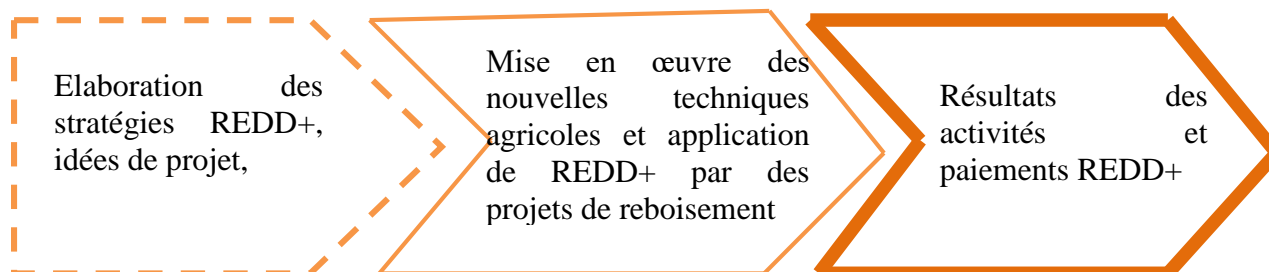 Elaboration des
stratégies REDD+,
idées de projet,
Mise en œuvre des
nouvelles techniques
agricoles et application
de REDD+ par des
projets de reboisement
Résultats des
activités et
paiements REDD+